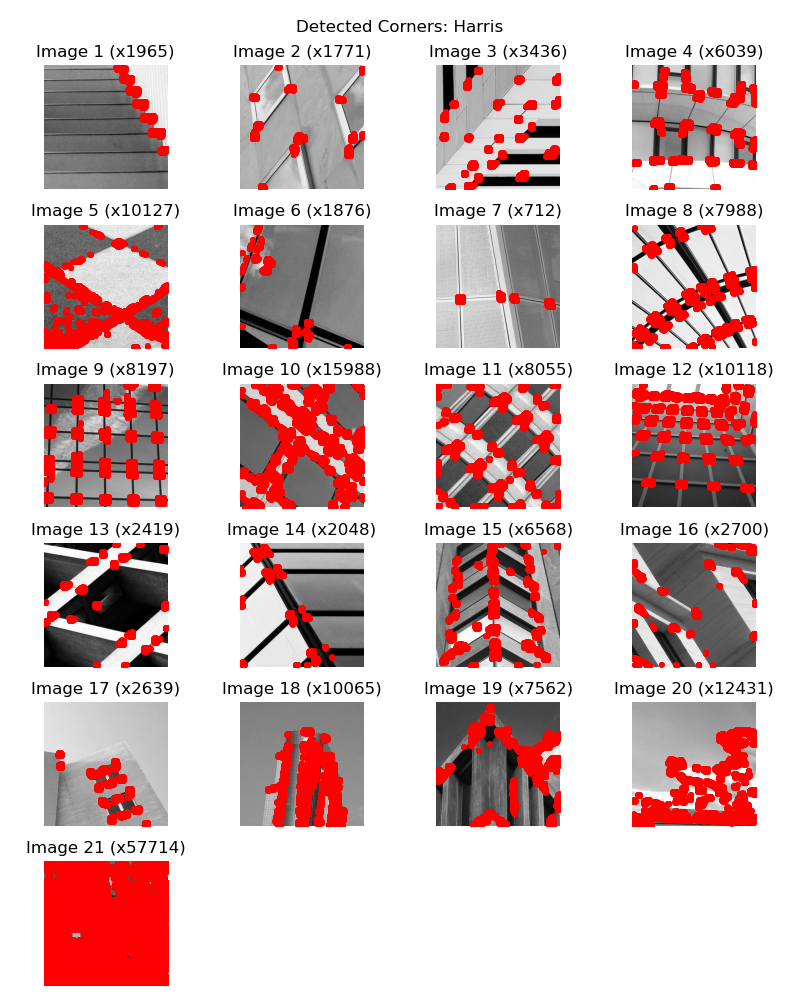 Detected Corners: Harris
Image 1 (x1965)
Image 2 (x1771)
Image 3 (x3436)
Image 4 (x6039)
Image 5 (x10127)
Image 6 (x1876)
Image 7 (x712)
Image 8 (x7988)
Image 9 (x8197)
Image 10 (x15988)
Image 11 (x8055)
Image 12 (x10118)
Image 13 (x2419)
Image 14 (x2048)
Image 15 (x6568)
Image 16 (x2700)
Image 17 (x2639)
Image 18 (x10065)
Image 19 (x7562)
Image 20 (x12431)
Image 21 (x57714)